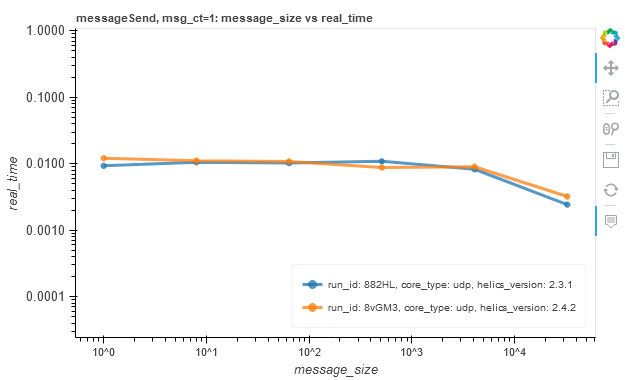 messageSend, msg_ct=1: message_size vs real_time
1.0000
0.1000
0.0100
0.0010
0.0001
real_time
run_id: 882HL, core_type: udp, helics_version: 2.3.1
run_id: 8vGM3, core_type: udp, helics_version: 2.4.2
10^0
10^1
10^2
10^3
10^4
message_size